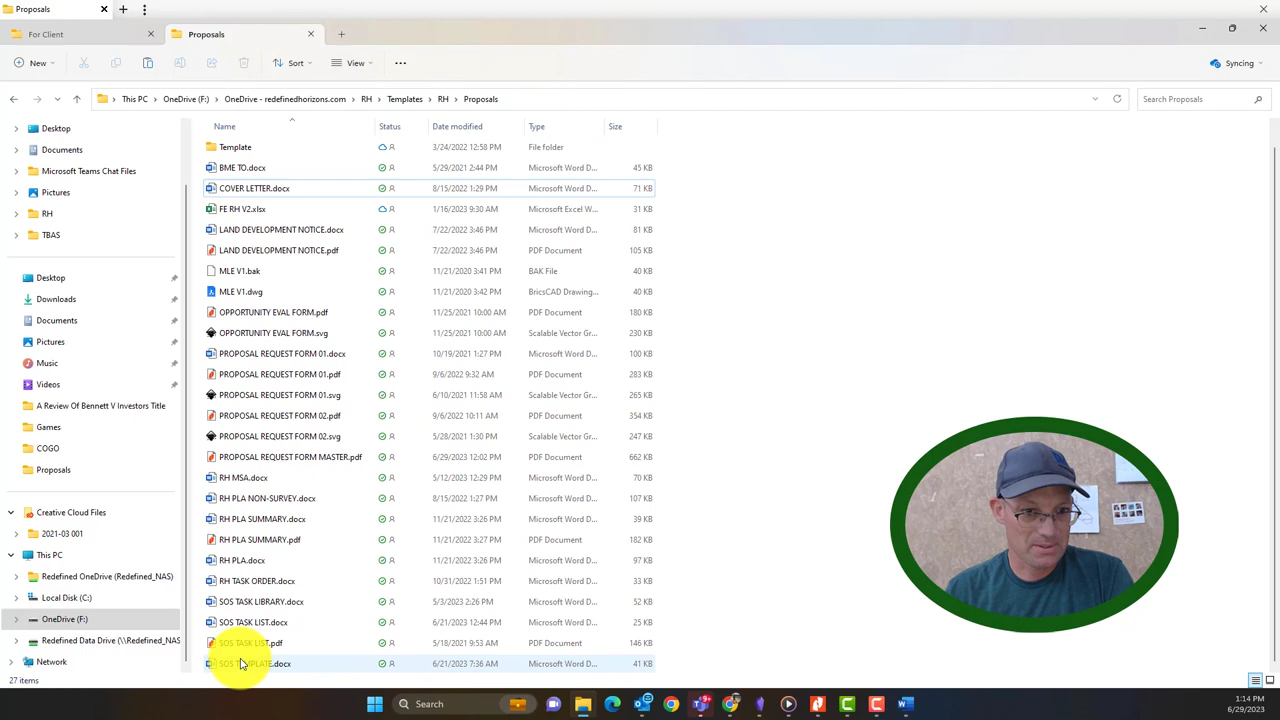 Proposals
For Client
Proposals
New
Sort
View
Syncing
This PC
OneDrive (F:)
OneDrive - redefinedhorizons.com
RH
Templates
RH
Proposals
Search Proposals
Name
Status
Date modified
Type
Size
Desktop
Documents
Microsoft Teams Chat Files
Pictures
RH
TBAS
Desktop
Downloads
Documents
Pictures
Music
Videos
A Review Of Bennett V Investors Title
Games
COGO
Proposals
Creative Cloud Files
2021-03 001
This PC
Redefined OneDrive (Redefined_NAS)
Local Disk (C:)
OneDrive (F:)
Redefined Data Drive (\\Redefined_NAS
Network
Template 3/24/2022 12:58 PM File folder
BME TO.docx 5/29/2021 2:44 PM Microsoft Word D... 45 KB
COVER LETTER.docx 8/15/2022 1:29 PM Microsoft Word D... 71 KB
FE RH V2.xlsx 1/16/2023 9:30 AM Microsoft Excel W... 31 KB
LAND DEVELOPMENT NOTICE.docx 7/22/2022 3:46 PM Microsoft Word D... 81 KB
LAND DEVELOPMENT NOTICE.pdf 7/22/2022 3:46 PM PDF Document 105 KB
MLE V1.bak 11/21/2020 3:41 PM BAK File 40 KB
MLE V1.dwg 11/21/2020 3:42 PM BricsCAD Drawing... 40 KB
OPPORTUNITY EVAL FORM.pdf 11/25/2021 10:00 AM PDF Document 180 KB
OPPORTUNITY EVAL FORM.svg 11/25/2021 10:00 AM Scalable Vector Gr... 230 KB
PROPOSAL REQUEST FORM 01.docx 10/19/2021 1:27 PM Microsoft Word D... 100 KB
PROPOSAL REQUEST FORM 01.pdf 9/6/2022 9:32 AM PDF Document 283 KB
PROPOSAL REQUEST FORM 01.svg 6/10/2021 11:58 AM Scalable Vector Gr... 265 KB
PROPOSAL REQUEST FORM 02.pdf 9/6/2022 10:11 AM PDF Document 354 KB
PROPOSAL REQUEST FORM 02.svg 5/28/2021 1:30 PM Scalable Vector Gr... 247 KB
PROPOSAL REQUEST FORM MASTER.pdf 6/29/2023 12:02 PM PDF Document 662 KB
RH MSA.docx 5/12/2023 12:29 PM Microsoft Word D... 70 KB
RH PLA NON-SURVEY.docx 8/15/2022 1:27 PM Microsoft Word D... 107 KB
RH PLA SUMMARY.docx 11/21/2022 3:26 PM Microsoft Word D... 39 KB
RH PLA SUMMARY.pdf 11/21/2022 3:27 PM PDF Document 182 KB
RH PLA.docx 11/21/2022 3:26 PM Microsoft Word D... 97 KB
RH TASK ORDER.docx 10/31/2022 1:51 PM Microsoft Word D... 33 KB
SOS TASK LIBRARY.docx 5/3/2023 2:26 PM Microsoft Word D... 52 KB
SOS TASK LIST.docx 6/21/2023 12:44 PM Microsoft Word D... 25 KB
SOS TASK LIST.pdf 5/18/2021 9:53 AM PDF Document 146 KB
SOS TEMPLATE.docx 6/21/2023 7:36 AM Microsoft Word D... 41 KB
27 items
Search
1:14 PM
6/29/2023